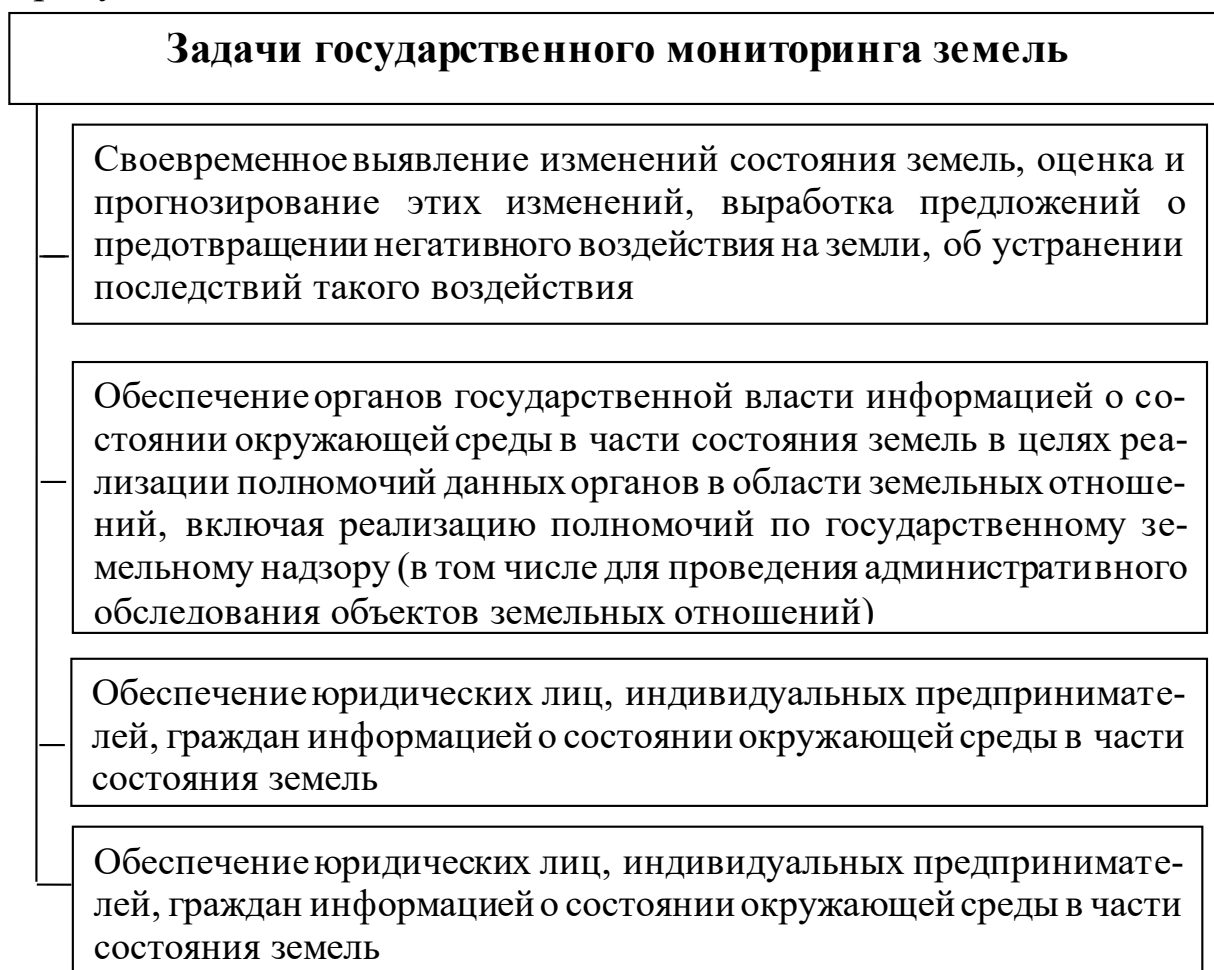 Задачи государственного мониторинга земель
Своевременное выявление изменений состояния земель, оценка и
прогнозирование этих изменений, выработка предложений о
предотвращении негативного воздействия на земли, об устранении
последствий такого воздействия
Обеспечение органов государственной власти информацией о со-
стоянии окружающей среды в части состояния земель в целях реа-
лизации полномочий данных органов в области земельных отноше-
ний, включая реализацию полномочий по государственному зе-
мельному надзору (в том числе для проведения административного
обследования объектов земельных отношений)
Обеспечение юридических лиц, индивидуальных предпринимате-
лей, граждан информацией о состоянии окружающей среды в части
состояния земель
Обеспечение юридических лиц, индивидуальных предпринимате-
лей, граждан информацией о состоянии окружающей среды в части
состояния земель